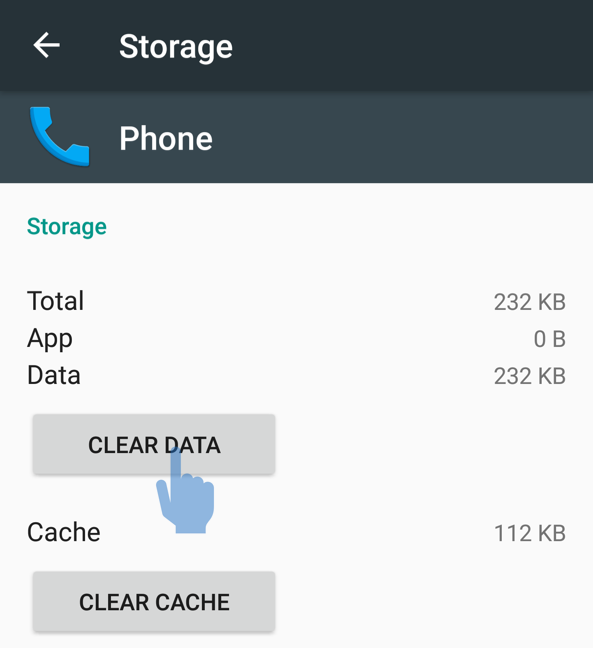 Storage
Phone
Storage
Total 232 KB
App 0 B
Data 232 KB
CLEAR DATA
Cache 112 KB
CLEAR CACHE